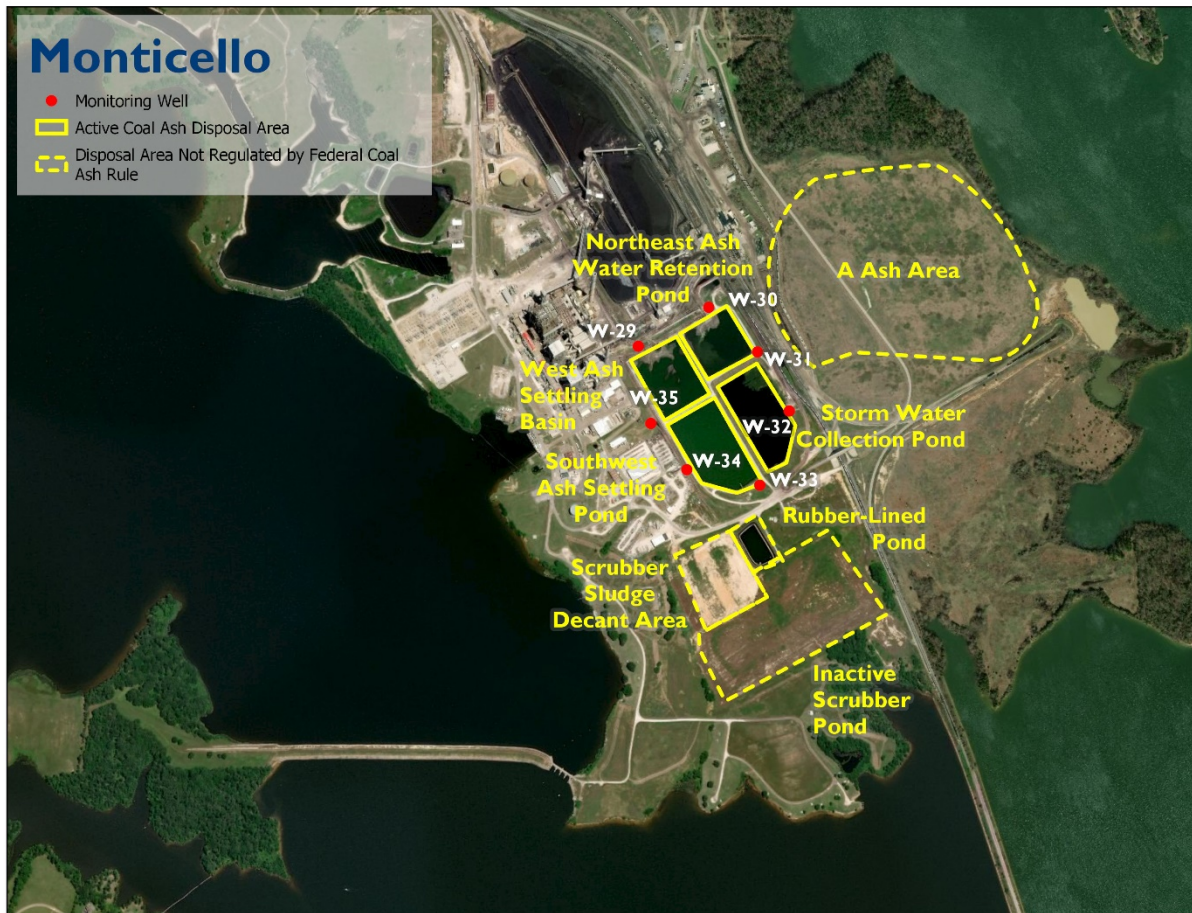 Monticello
Monitoring Well
Active Coal Ash Disposal Area
Disposal Area Not Regulated by Federal Coal
Ash Rule
Northeast Ash
Water Retention
Pond
A Ash Area
W-30
W-29
W-31
West Ash
Settling
Basin
W-35
W-32
Storm Water
Collection Pond
W-34
Southwest
Ash Settling
Pond
W-33
Rubber-Lined
Pond
Scrubber
Sludge
Decant Area
Inactive
Scrubber
Pond